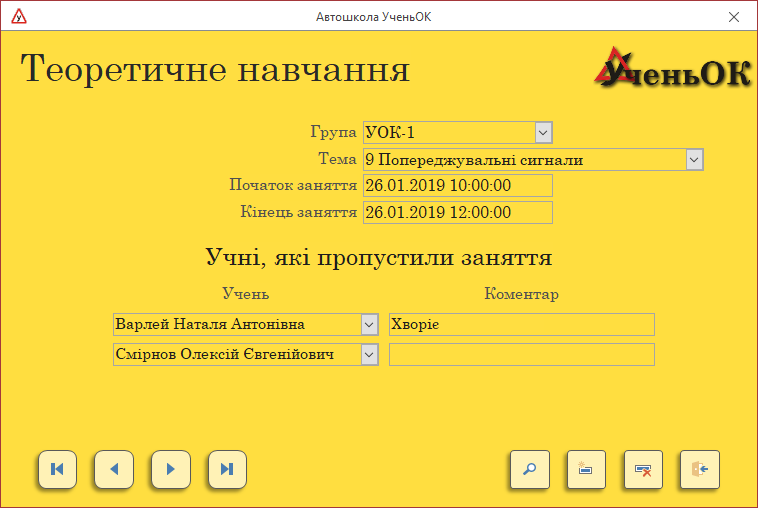 Автошкола УченьОК
Теоретичне навчання
УченьОК
Група УОК-1
Тема 9 Попереджувальні сигнали
Початок заняття 26.01.2019 10:00:00
Кінець заняття 26.01.2019 12:00:00
Учні, які пропустили заняття
Учень Коментар
Варлей Наталя Антонівна Хворіє
Смірнов Олексій Євгенійович